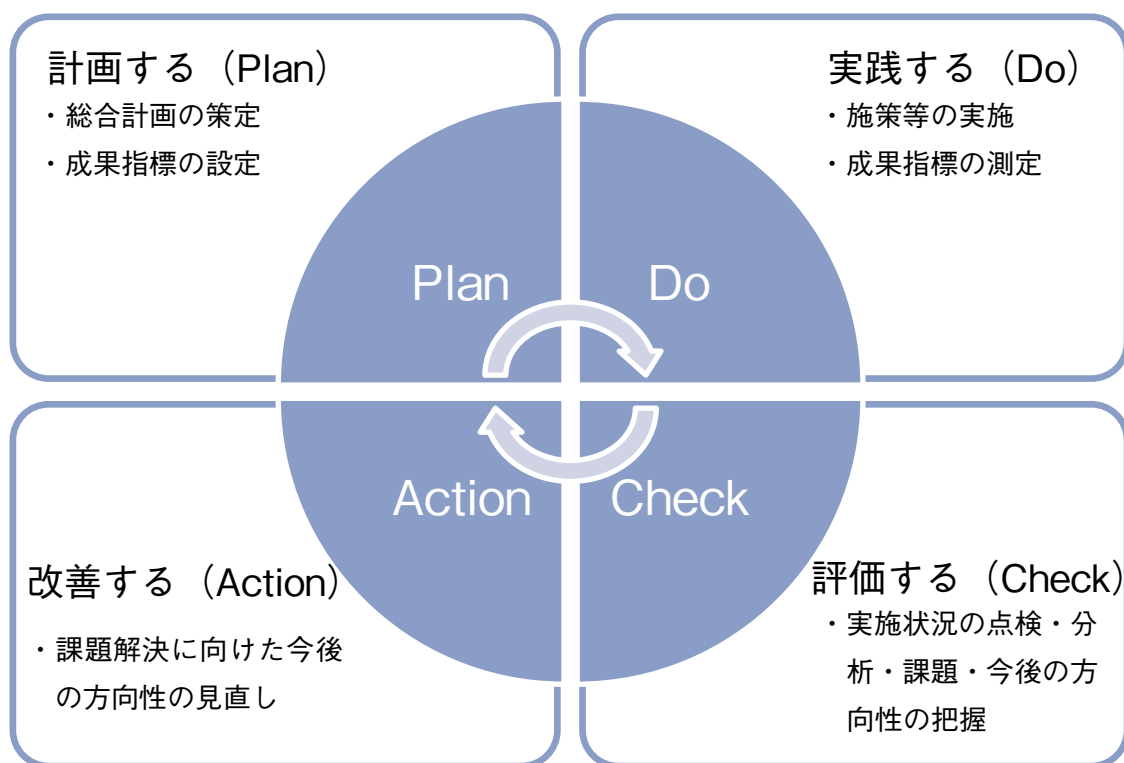 計画する（Plan）
・総合計画の策定
・成果指標の設定
実践する（Do）
・施策等の実施
・成果指標の測定
Plan
Do
Action
Check
改善する（Action）
・課題解決に向けた今後
の方向性の見直し
評価する（Check）
・実施状況の点検・分
析・課題・今後の方
向性の把握